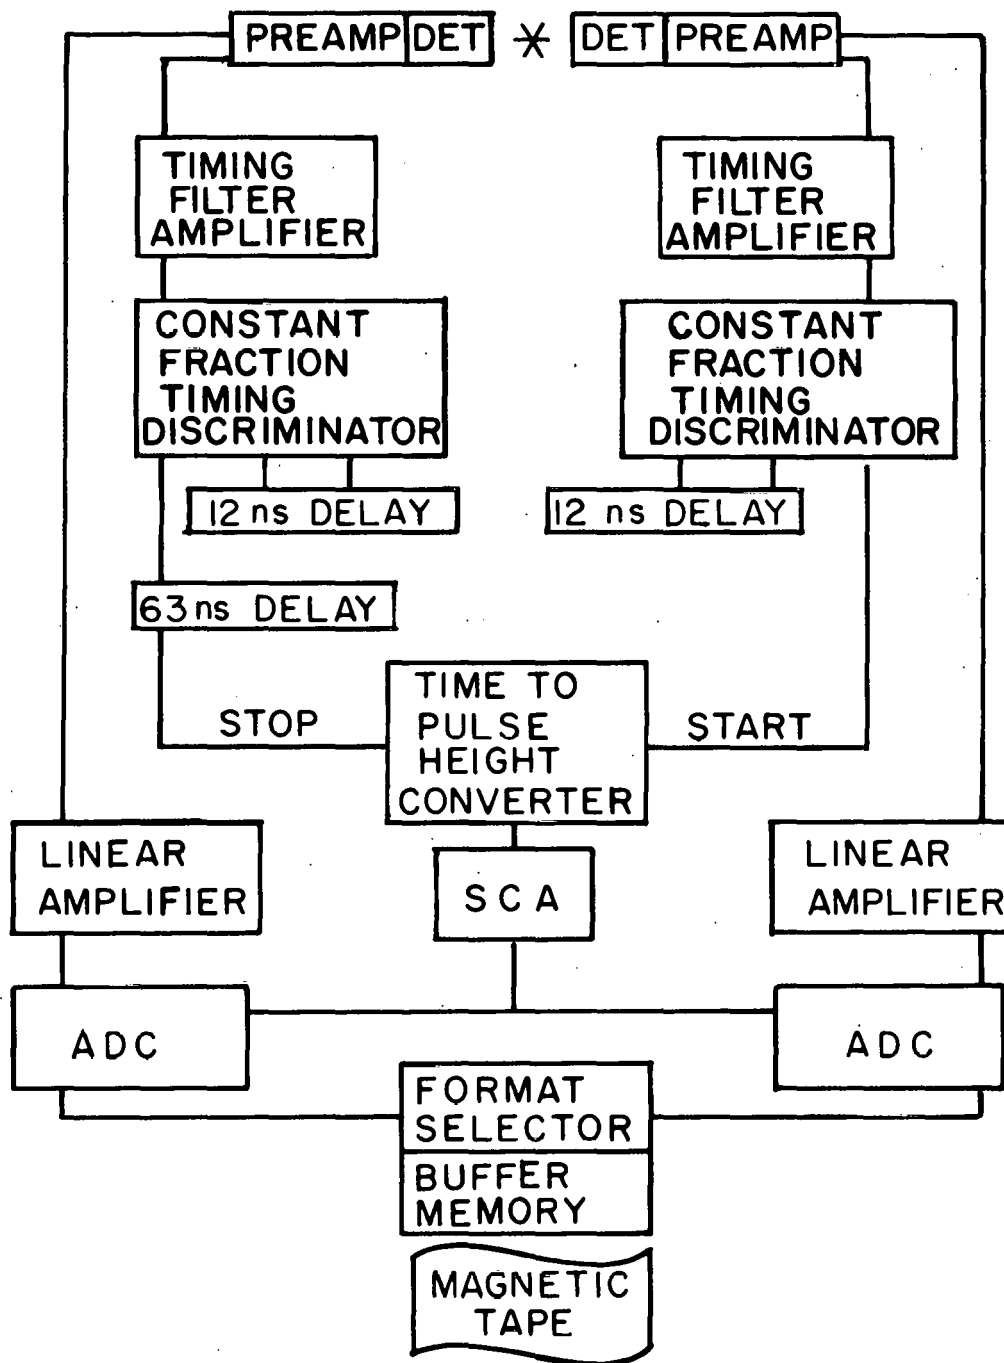 PREAMP DET * DET PREAMP
TIMING
FILTER
AMPLIFIER
TIMING
FILTER
AMPLIFIER
CONSTANT
FRACTION
TIMING
DISCRIMINATOR
CONSTANT
FRACTION
TIMING
DISCRIMINATOR
12 ns DELAY
12 ns DELAY
63 ns DELAY
STOP
TIME TO
PULSE
HEIGHT
CONVERTER
START
LINEAR
AMPLIFIER
SCA
LINEAR
AMPLIFIER
ADC
ADC
FORMAT
SELECTOR
BUFFER
MEMORY
MAGNETIC
TAPE